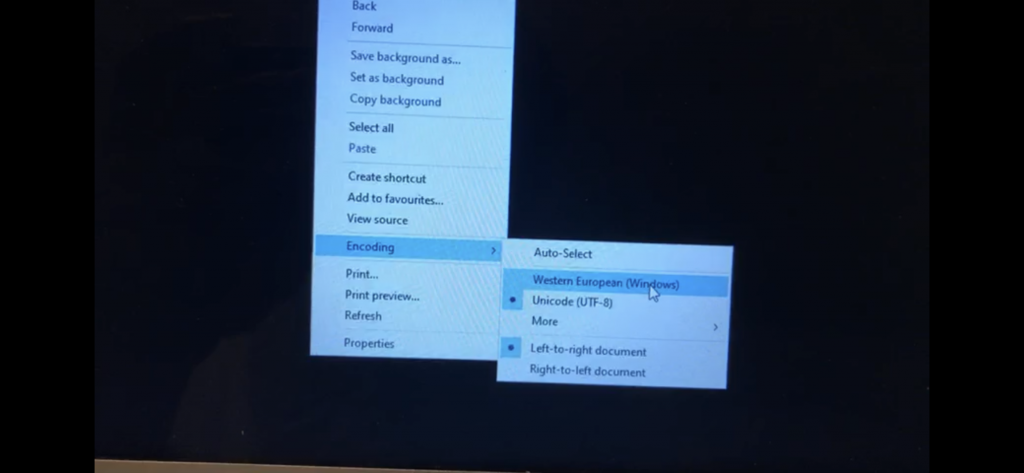 Back
Forward
Save background as...
Set as background
Copy background
Select all
Paste
Create shortcut
Add to favourites...
View source
Encoding
Print...
Print preview...
Refresh
Properties
Auto-Select
Western European (Windows)
Unicode (UTF-8)
More
Left-to-right document
Right-to-left document